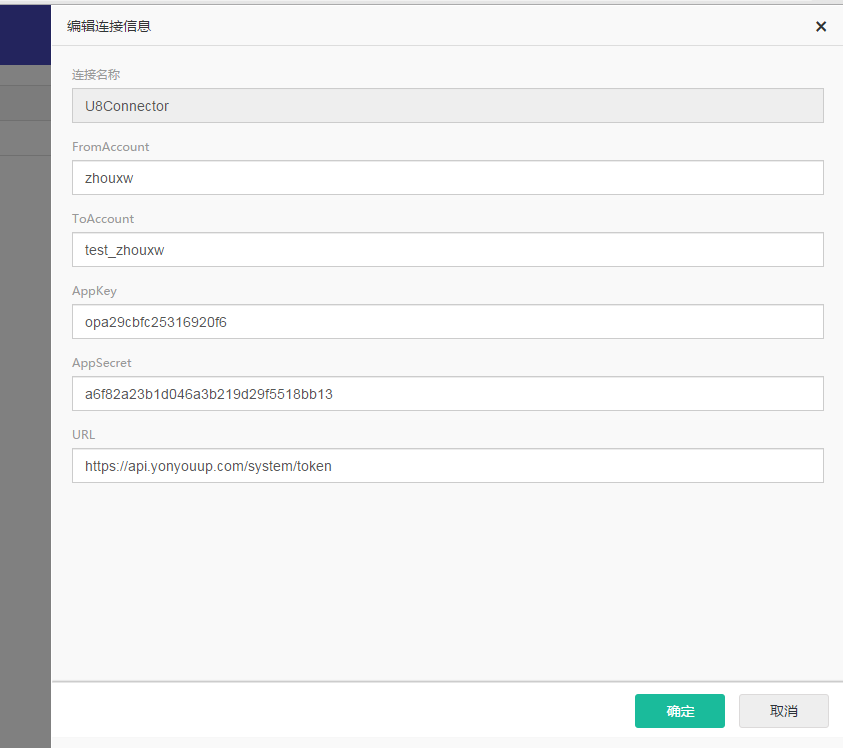 编辑连接信息
连接名称
U8Connector
FromAccount
zhouxw
ToAccount
test_zhouxw
AppKey
opa29cbfc25316920f6
AppSecret
a6f82a23b1d046a3b219d29f5518bb13
URL
https://api.yonyouup.com/system/token
确定
取消